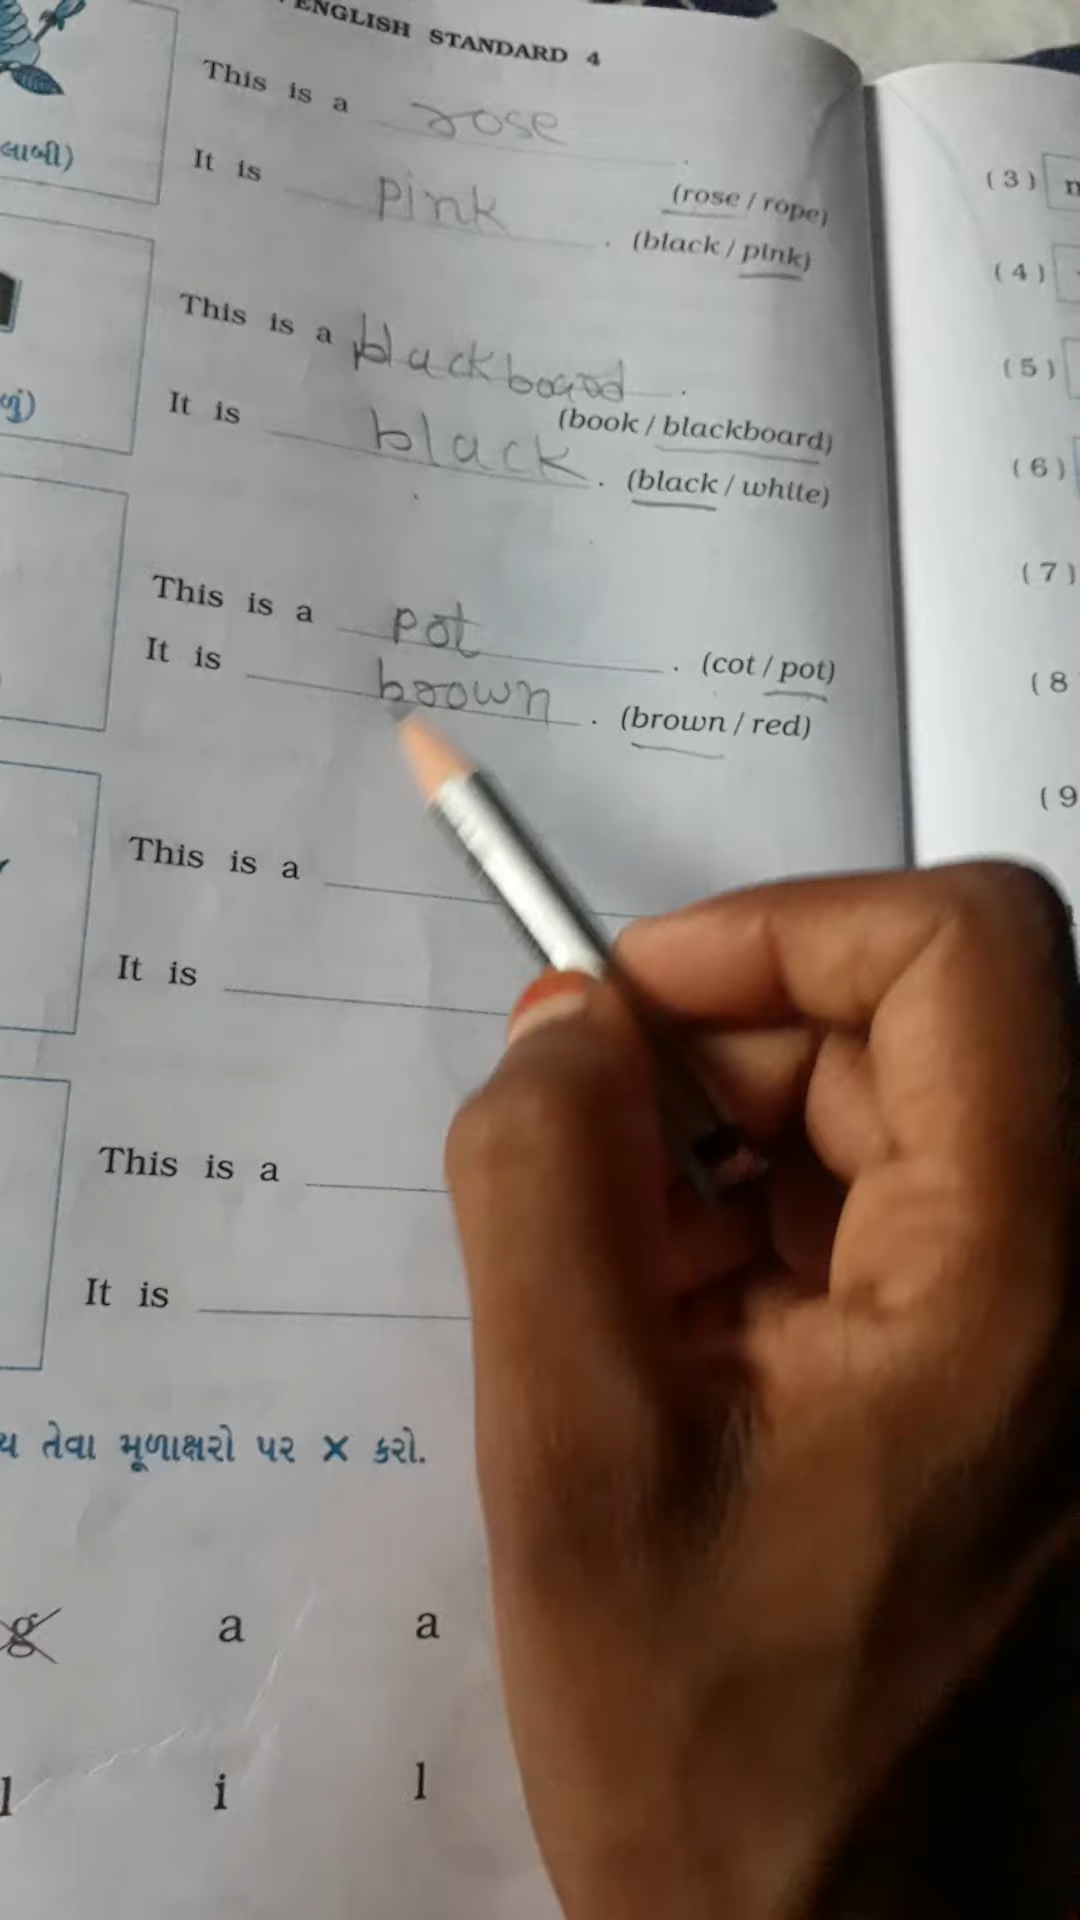 ENGLISH STANDARD 4
This is a rose .
(rose / rope)
It is pink . (black / pink)
This is a blackboard .
(book / blackboard)
It is black . (black / white)
This is a pot . (cot / pot)
It is brown . (brown / red)
This is a
It is
This is a
It is
તેવા મૂળાક્ષરો પર X કરો.
g a a
l i l
(3)
(4)
(5)
(6)
(7)
(8
(9